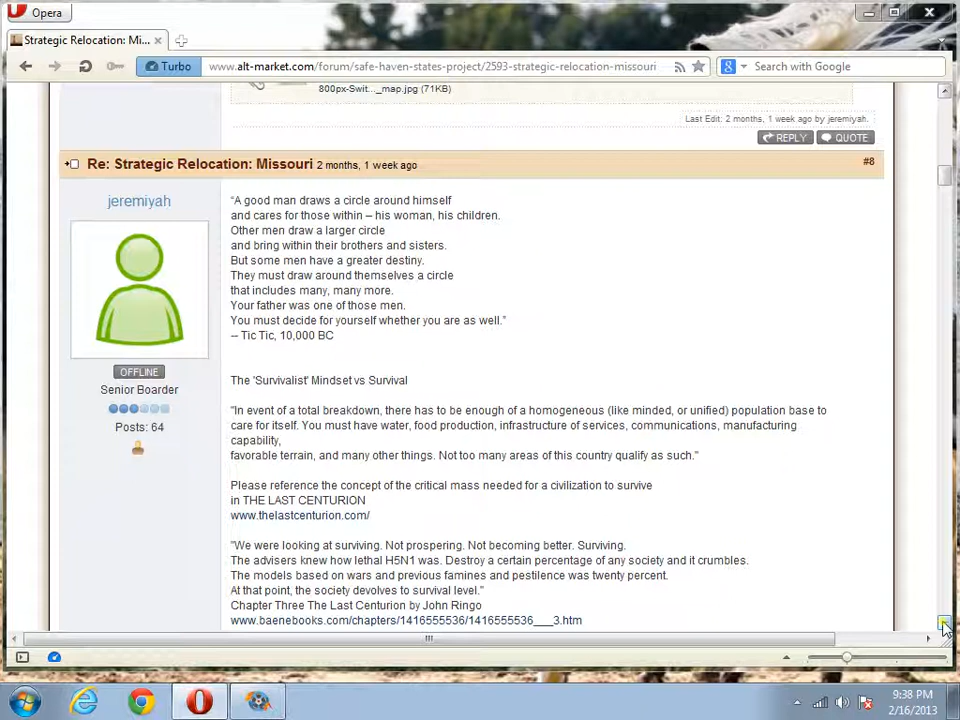 Opera
Strategic Relocation: Mi...
Turbo
www.alt-market.com/forum/safe-haven-states-project/2593-strategic-relocation-missouri
Search with Google
800px-Swit..._map.jpg (71KB)
Last Edit: 2 months, 1 week ago by jeremiyah.
REPLY
QUOTE
Re: Strategic Relocation: Missouri 2 months, 1 week ago
#8
jeremiyah
OFFLINE
Senior Boarder
Posts: 64
“A good man draws a circle around himself
and cares for those within – his woman, his children.
Other men draw a larger circle
and bring within their brothers and sisters.
But some men have a greater destiny.
They must draw around themselves a circle
that includes many, many more.
Your father was one of those men.
You must decide for yourself whether you are as well.”
-- Tic Tic, 10,000 BC
The 'Survivalist' Mindset vs Survival
"In event of a total breakdown, there has to be enough of a homogeneous (like minded, or unified) population base to
care for itself. You must have water, food production, infrastructure of services, communications, manufacturing
capability,
favorable terrain, and many other things. Not too many areas of this country qualify as such."
Please reference the concept of the critical mass needed for a civilization to survive
in THE LAST CENTURION
www.thelastcenturion.com/
"We were looking at surviving. Not prospering. Not becoming better. Surviving.
The advisers knew how lethal H5N1 was. Destroy a certain percentage of any society and it crumbles.
The models based on wars and previous famines and pestilence was twenty percent.
At that point, the society devolves to survival level."
Chapter Three The Last Centurion by John Ringo
www.baenebooks.com/chapters/1416555536/1416555536___3.htm
9:38 PM
2/16/2013